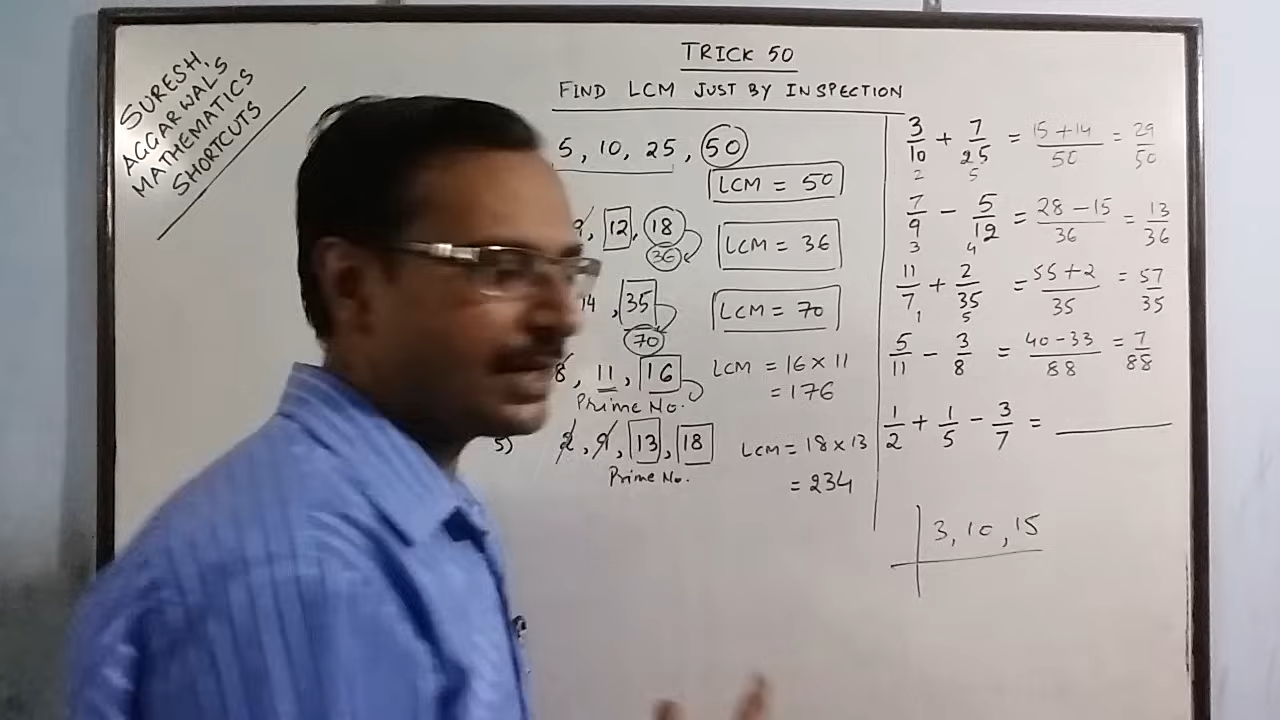 SURESH,
AGGARWAL'S
MATHEMATICS
SHORTCUTS
TRICK 50
FIND LCM JUST BY INSPECTION
5, 10, 25, 50
LCM = 50
9, 12, 18
36
LCM = 36
14, 35
70
LCM = 70
8, 11, 16
Prime No.
LCM = 16 × 11
= 176
5) 2, 9, 13, 18
Prime No.
LCM = 18 × 13
= 234
3/10 + 7/25 = 15+14/50 = 29/50
2 5
7/9 - 5/12 = 28-15/36 = 13/36
3 4
11/7 + 2/35 = 55+2/35 = 57/35
1 5
5/11 - 3/8 = 40-33/88 = 7/88
1/2 + 1/5 - 3/7 =
3, 10, 15